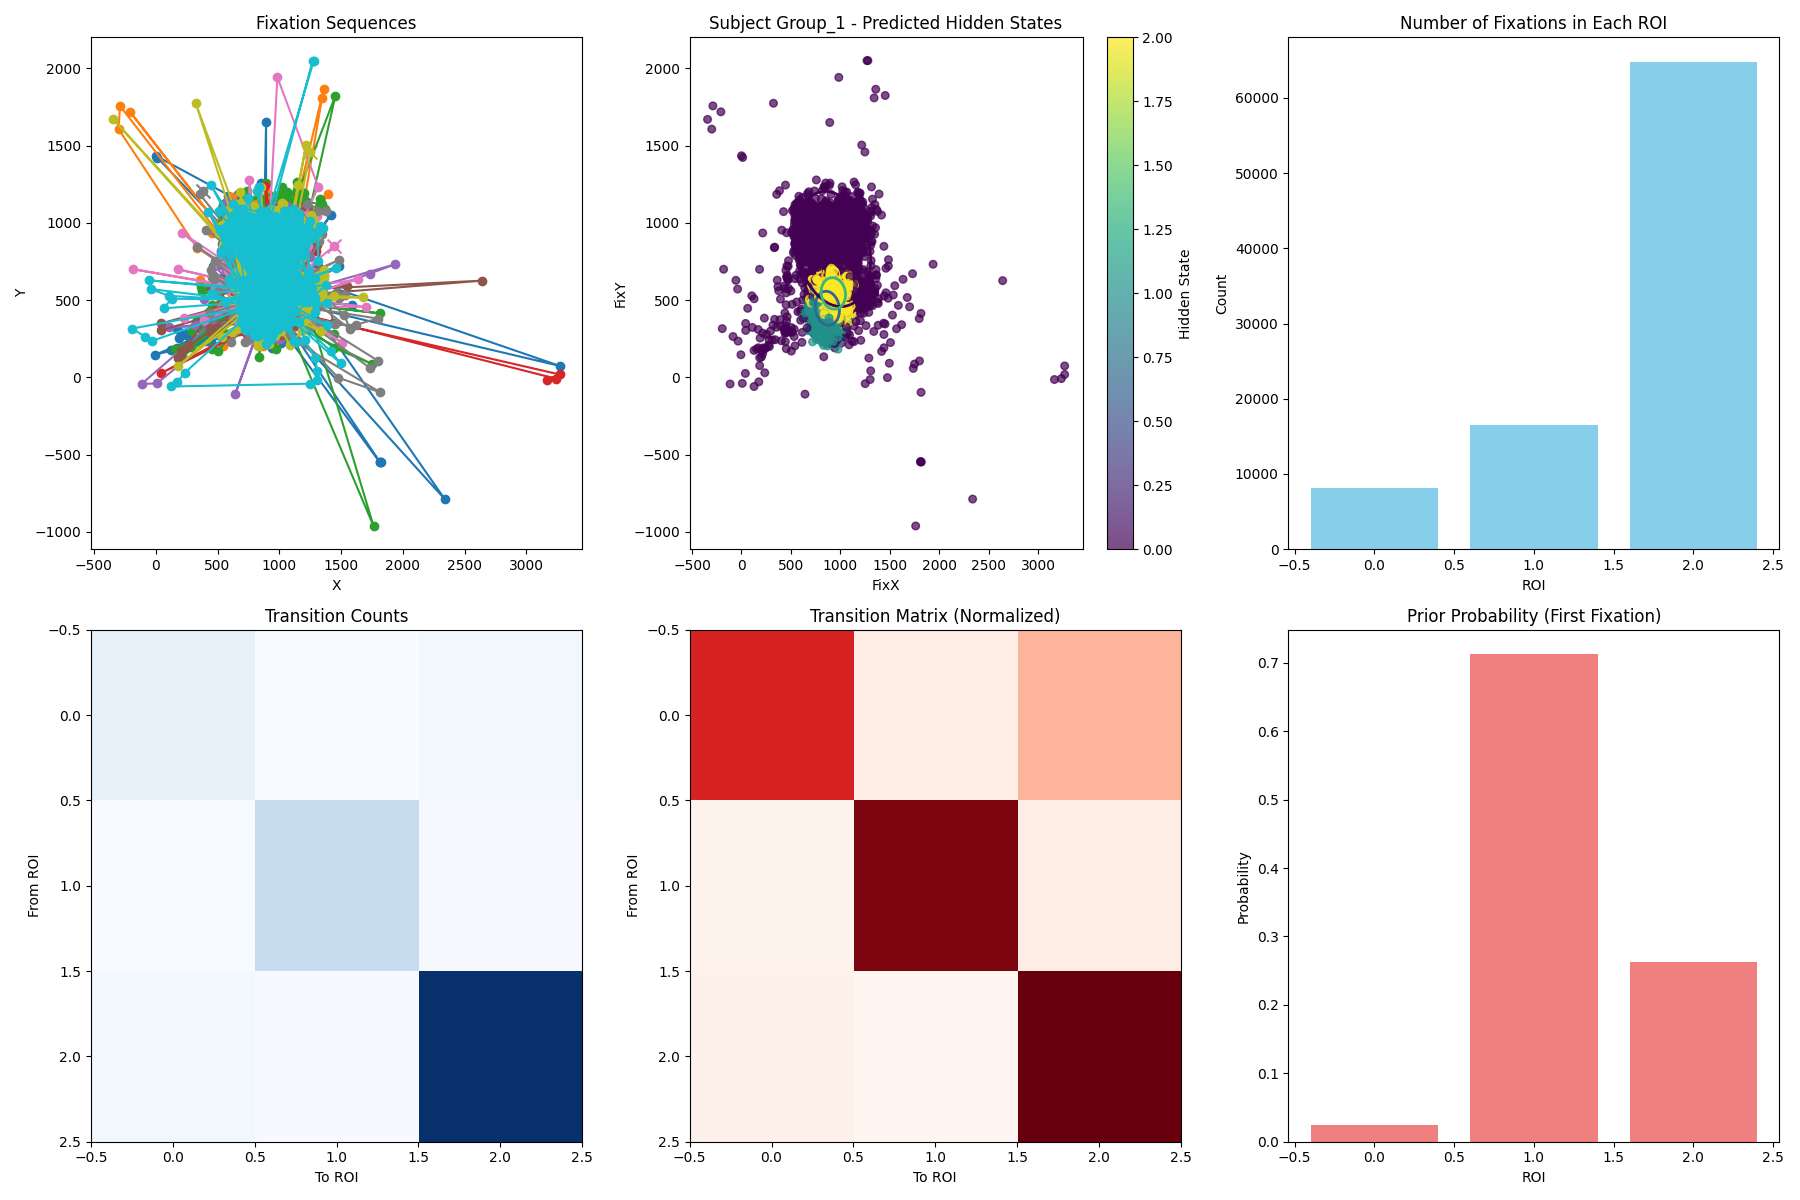 Fixation Sequences
2000
1500
1000
500
0
−500
−1000
Y
−500 0 500 1000 1500 2000 2500 3000
X
Subject Group_1 - Predicted Hidden States
2000
1500
1000
500
0
−500
−1000
FixY
−500 0 500 1000 1500 2000 2500 3000
FixX
2.00
1.75
1.50
1.25
1.00
0.75
0.50
0.25
0.00
Hidden State
Number of Fixations in Each ROI
60000
50000
40000
30000
20000
10000
0
Count
−0.5 0.0 0.5 1.0 1.5 2.0 2.5
ROI
Transition Counts
−0.5
0.0
0.5
1.0
1.5
2.0
2.5
From ROI
−0.5 0.0 0.5 1.0 1.5 2.0 2.5
To ROI
Transition Matrix (Normalized)
−0.5
0.0
0.5
1.0
1.5
2.0
2.5
From ROI
−0.5 0.0 0.5 1.0 1.5 2.0 2.5
To ROI
Prior Probability (First Fixation)
0.7
0.6
0.5
0.4
0.3
0.2
0.1
0.0
Probability
−0.5 0.0 0.5 1.0 1.5 2.0 2.5
ROI